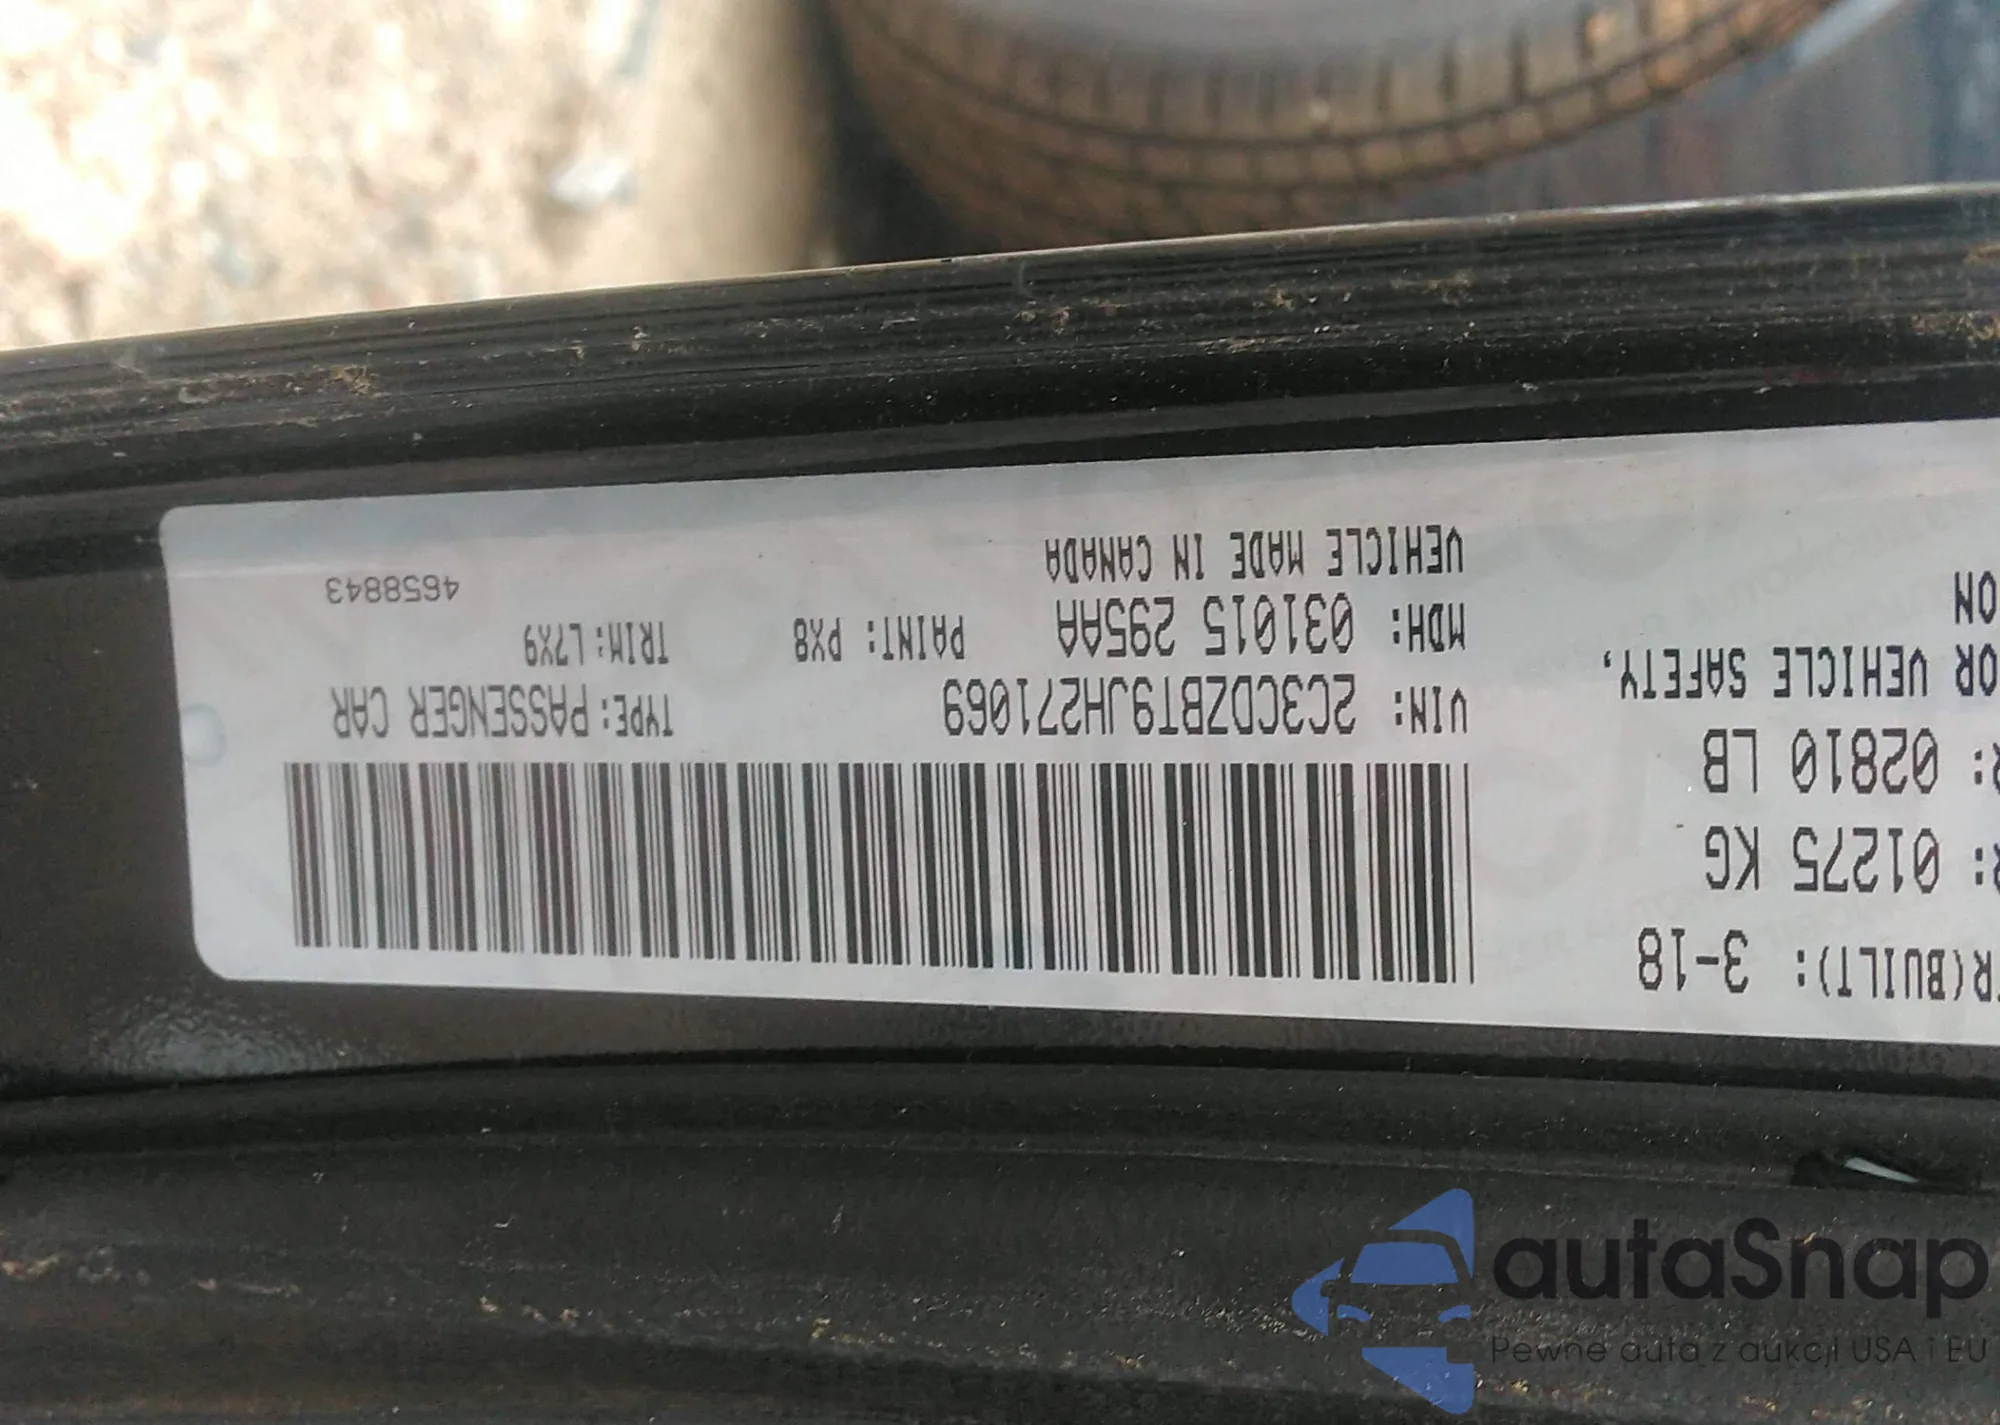 R(BUILT): 3-18
R: 01275 KG
R: 02810 LB
OR VEHICLE SAFETY,
ON
VIN: 2C3CDZBT9JH271069
TYPE: PASSENGER CAR
MDH: 031015 295AA
PAINT: PX8
TRIM: L7X9
VEHICLE MADE IN CANADA
4658843
autaSnap
Pewne auta z aukcji USA i EU